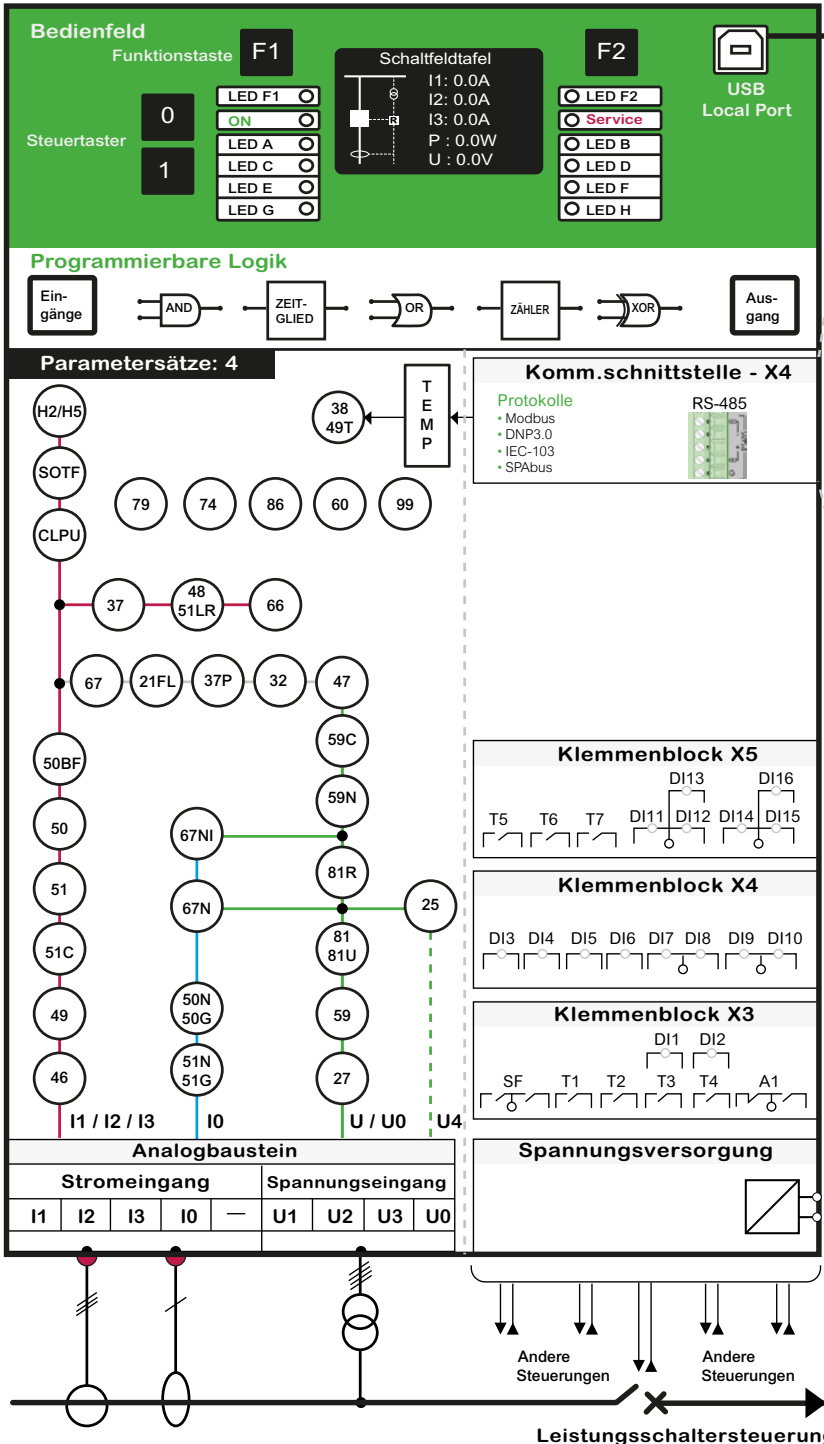 Bedienfeld
Funktionstaste
F1
Schaltfeldtafel
I1: 0.0A
I2: 0.0A
I3: 0.0A
P : 0.0W
U : 0.0V
R
F2
USB
Local Port
Steuertaster
0
1
LED F1
ON
LED A
LED C
LED E
LED G
LED F2
Service
LED B
LED D
LED F
LED H
Programmierbare Logik
Ein-
gänge
AND
ZEIT-
GLIED
OR
ZÄHLER
XOR
Aus-
gang
Parametersätze: 4
H2/H5
SOTF
CLPU
38
49T
TEMP
79
74
86
60
99
37
48
51LR
66
67
21FL
37P
32
47
50BF
59C
59N
50
67NI
81R
51
67N
25
51C
81
81U
49
50N
50G
59
46
51N
51G
27
I1 / I2 / I3
I0
U / U0
U4
Komm.schnittstelle - X4
Protokolle
• Modbus
• DNP3.0
• IEC-103
• SPAbus
RS-485
Klemmenblock X5
DI13
DI16
T5
T6
T7
DI11
DI12
DI14
DI15
Klemmenblock X4
DI3
DI4
DI5
DI6
DI7
DI8
DI9
DI10
Klemmenblock X3
DI1
DI2
SF
T1
T2
T3
T4
A1
Analogbaustein
Stromeingang
Spannungseingang
I1
I2
I3
I0
—
U1
U2
U3
U0
Spannungsversorgung
Andere
Steuerungen
Andere
Steuerungen
Leistungsschaltersteuerung